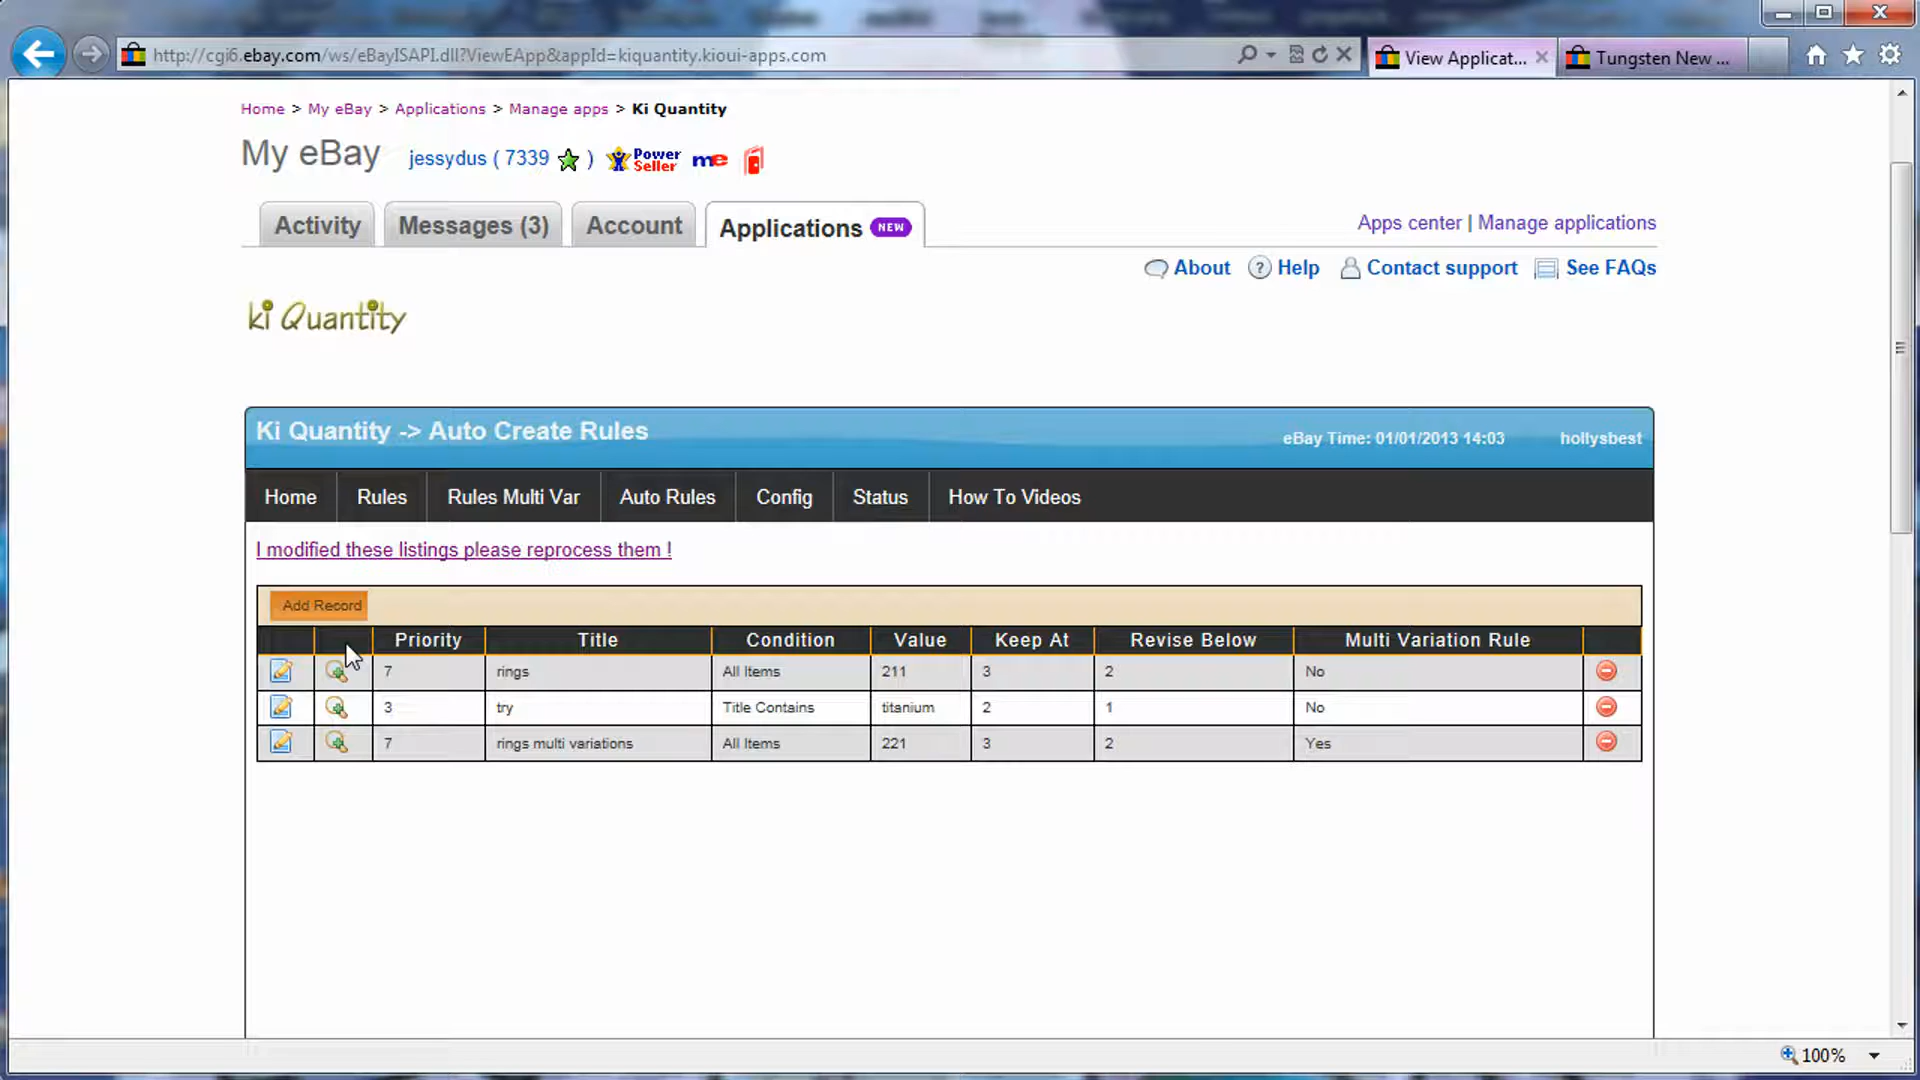 http://cgi6.ebay.com/ws/eBayISAPI.dll?ViewEApp&appId=kiquantity.kioui-apps.com
View Applicat...
Tungsten New ...
Home > My eBay > Applications > Manage apps > Ki Quantity
My eBay jessydus ( 7339 ) Power Seller me
Activity Messages (3) Account Applications NEW
Apps center | Manage applications
About Help Contact support See FAQs
ki Quantity
Ki Quantity -> Auto Create Rules eBay Time: 01/01/2013 14:03 hollysbest
Home Rules Rules Multi Var Auto Rules Config Status How To Videos
I modified these listings please reprocess them !
Add Record
Priority Title Condition Value Keep At Revise Below Multi Variation Rule
7 rings All Items 211 3 2 No
3 try Title Contains titanium 2 1 No
7 rings multi variations All Items 221 3 2 Yes
100%